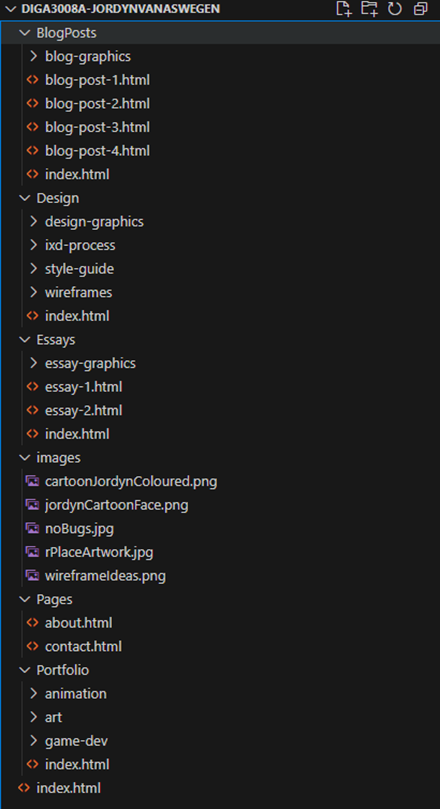 DIGA3008A-JORDYNVANASWEGEN
BlogPosts
blog-graphics
blog-post-1.html
blog-post-2.html
blog-post-3.html
blog-post-4.html
index.html
Design
design-graphics
ixd-process
style-guide
wireframes
index.html
Essays
essay-graphics
essay-1.html
essay-2.html
index.html
images
cartoonJordynColoured.png
jordynCartoonFace.png
noBugs.jpg
rPlaceArtwork.jpg
wireframeIdeas.png
Pages
about.html
contact.html
Portfolio
animation
art
game-dev
index.html
index.html